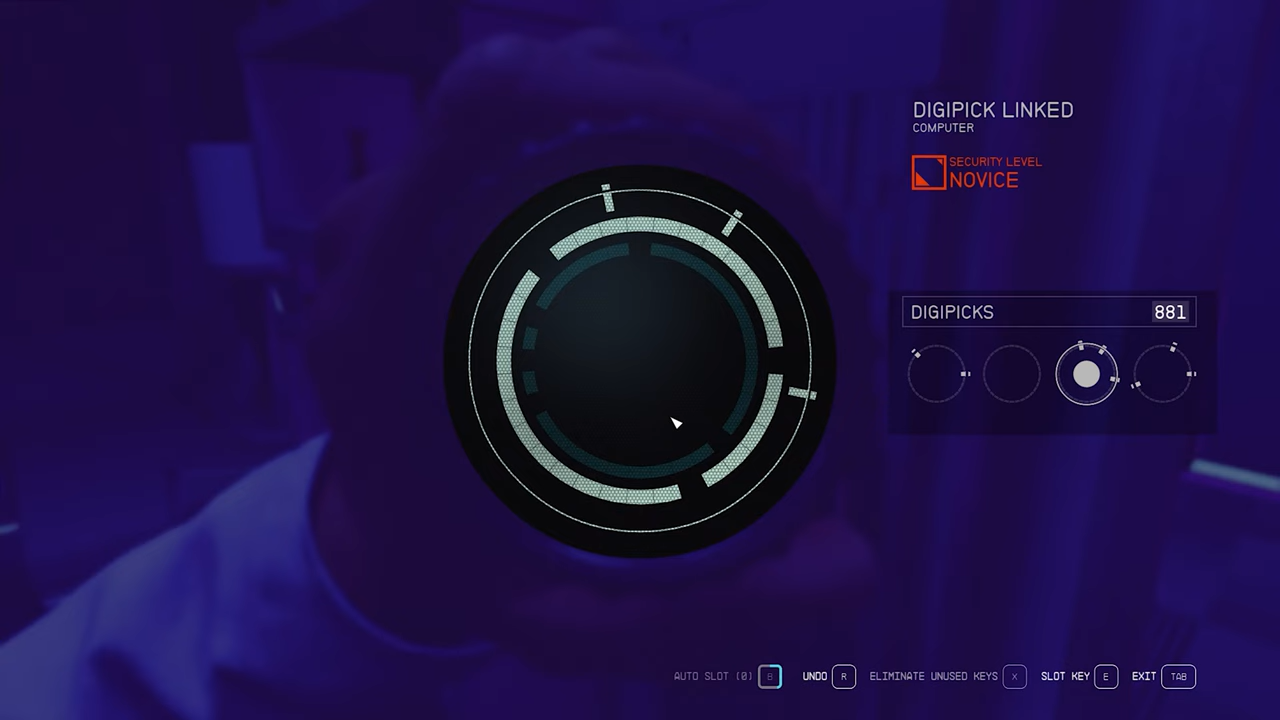 DIGIPICK LINKED
COMPUTER
SECURITY LEVEL
NOVICE
DIGIPICKS 881
AUTO SLOT (0) B UNDO R ELIMINATE UNUSED KEYS X SLOT KEY E EXIT TAB